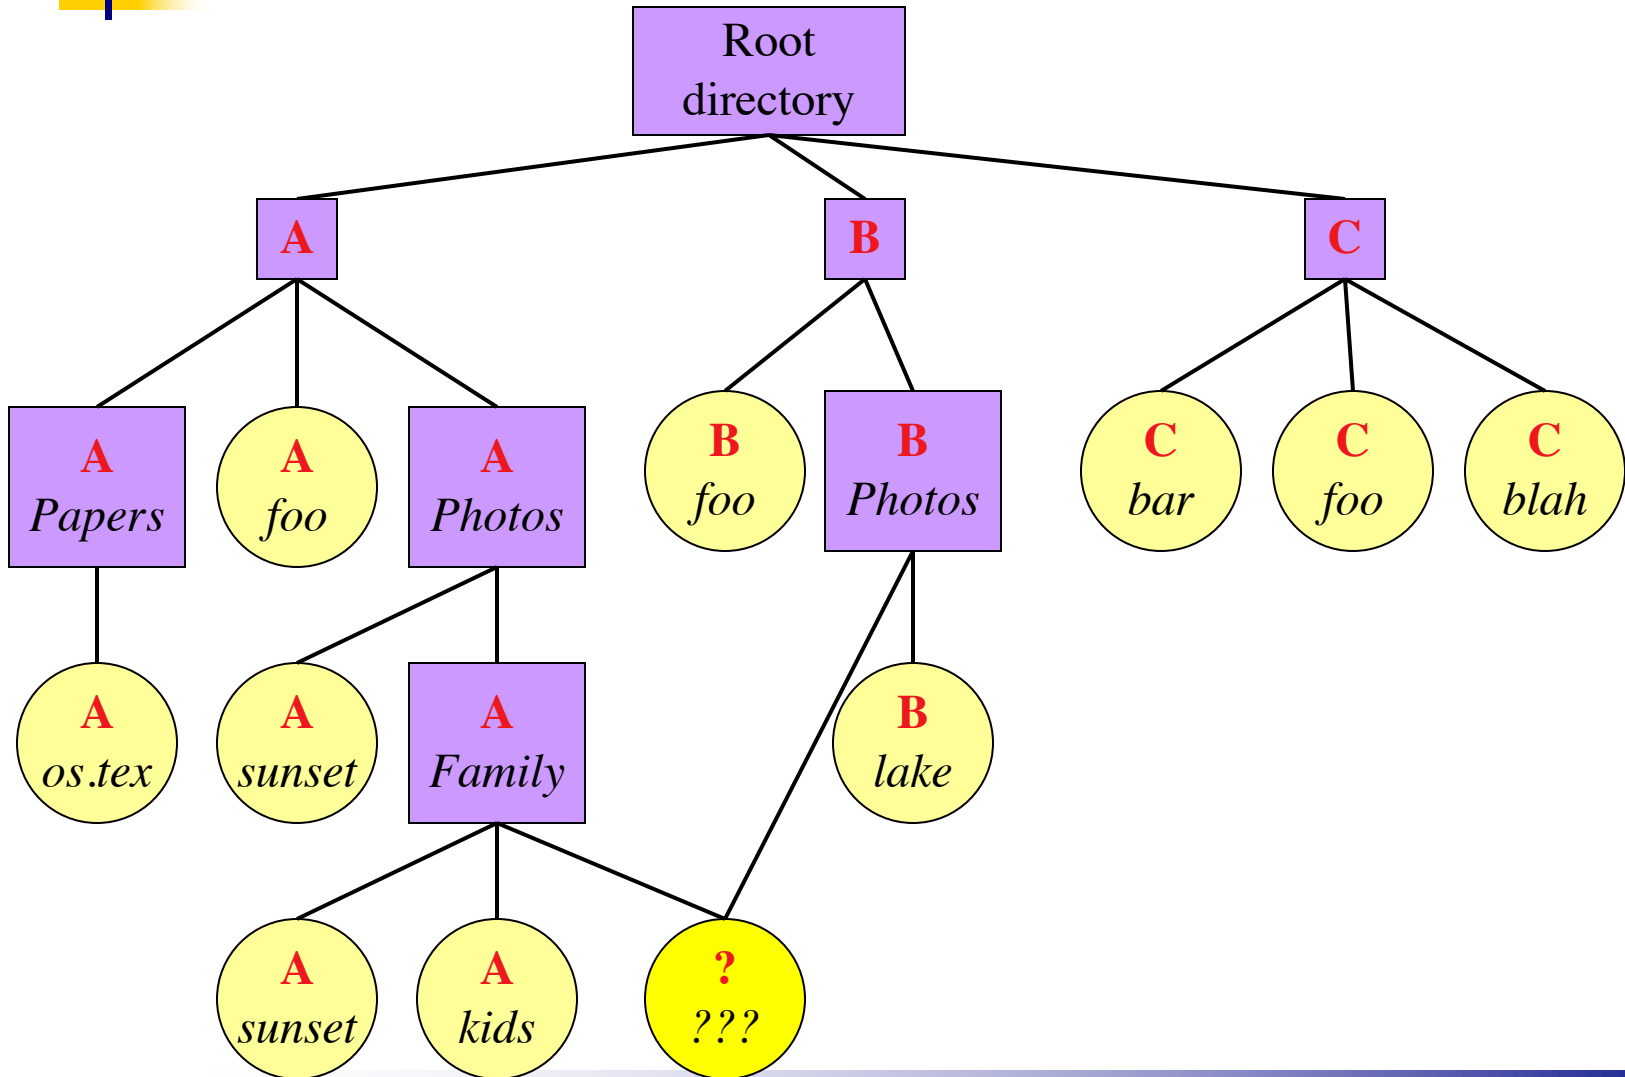 Root
directory
A
B
C
A
Papers
A
foo
A
Photos
B
foo
B
Photos
C
bar
C
foo
C
blah
A
os.tex
A
sunset
A
Family
B
lake
A
sunset
A
kids
?
???